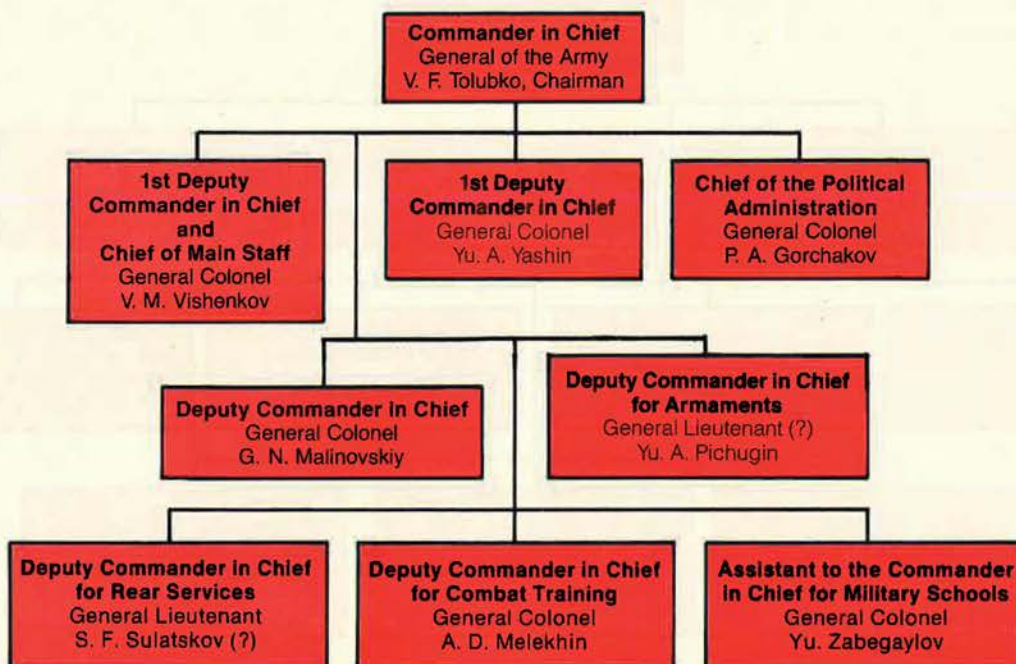 Commander in Chief
General of the Army
V. F. Tolubko, Chairman
1st Deputy
Commander in Chief
and
Chief of Main Staff
General Colonel
V. M. Vishenkov
1st Deputy
Commander in Chief
General Colonel
Yu. A. Yashin
Chief of the Political
Administration
General Colonel
P. A. Gorchakov
Deputy Commander in Chief
General Colonel
G. N. Malinovskiy
Deputy Commander in Chief
for Armaments
General Lieutenant (?)
Yu. A. Pichugin
Deputy Commander in Chief
for Rear Services
General Lieutenant
S. F. Sulatskov (?)
Deputy Commander in Chief
for Combat Training
General Colonel
A. D. Melekhin
Assistant to the Commander
in Chief for Military Schools
General Colonel
Yu. Zabegaylov